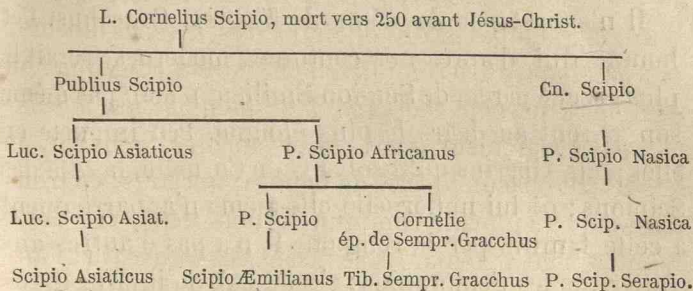 L. Cornelius Scipio, mort vers 250 avant Jésus-Christ.
Publius Scipio Cn. Scipio
Luc. Scipio Asiaticus P. Scipio Africanus P. Scipio Nasica
Luc. Scipio Asiat. P. Scipio Cornélie P. Scip. Nasica
ép. de Sempr. Gracchus
Scipio Asiaticus Scipio Æmilianus Tib. Sempr. Gracchus P. Scip. Serapio.